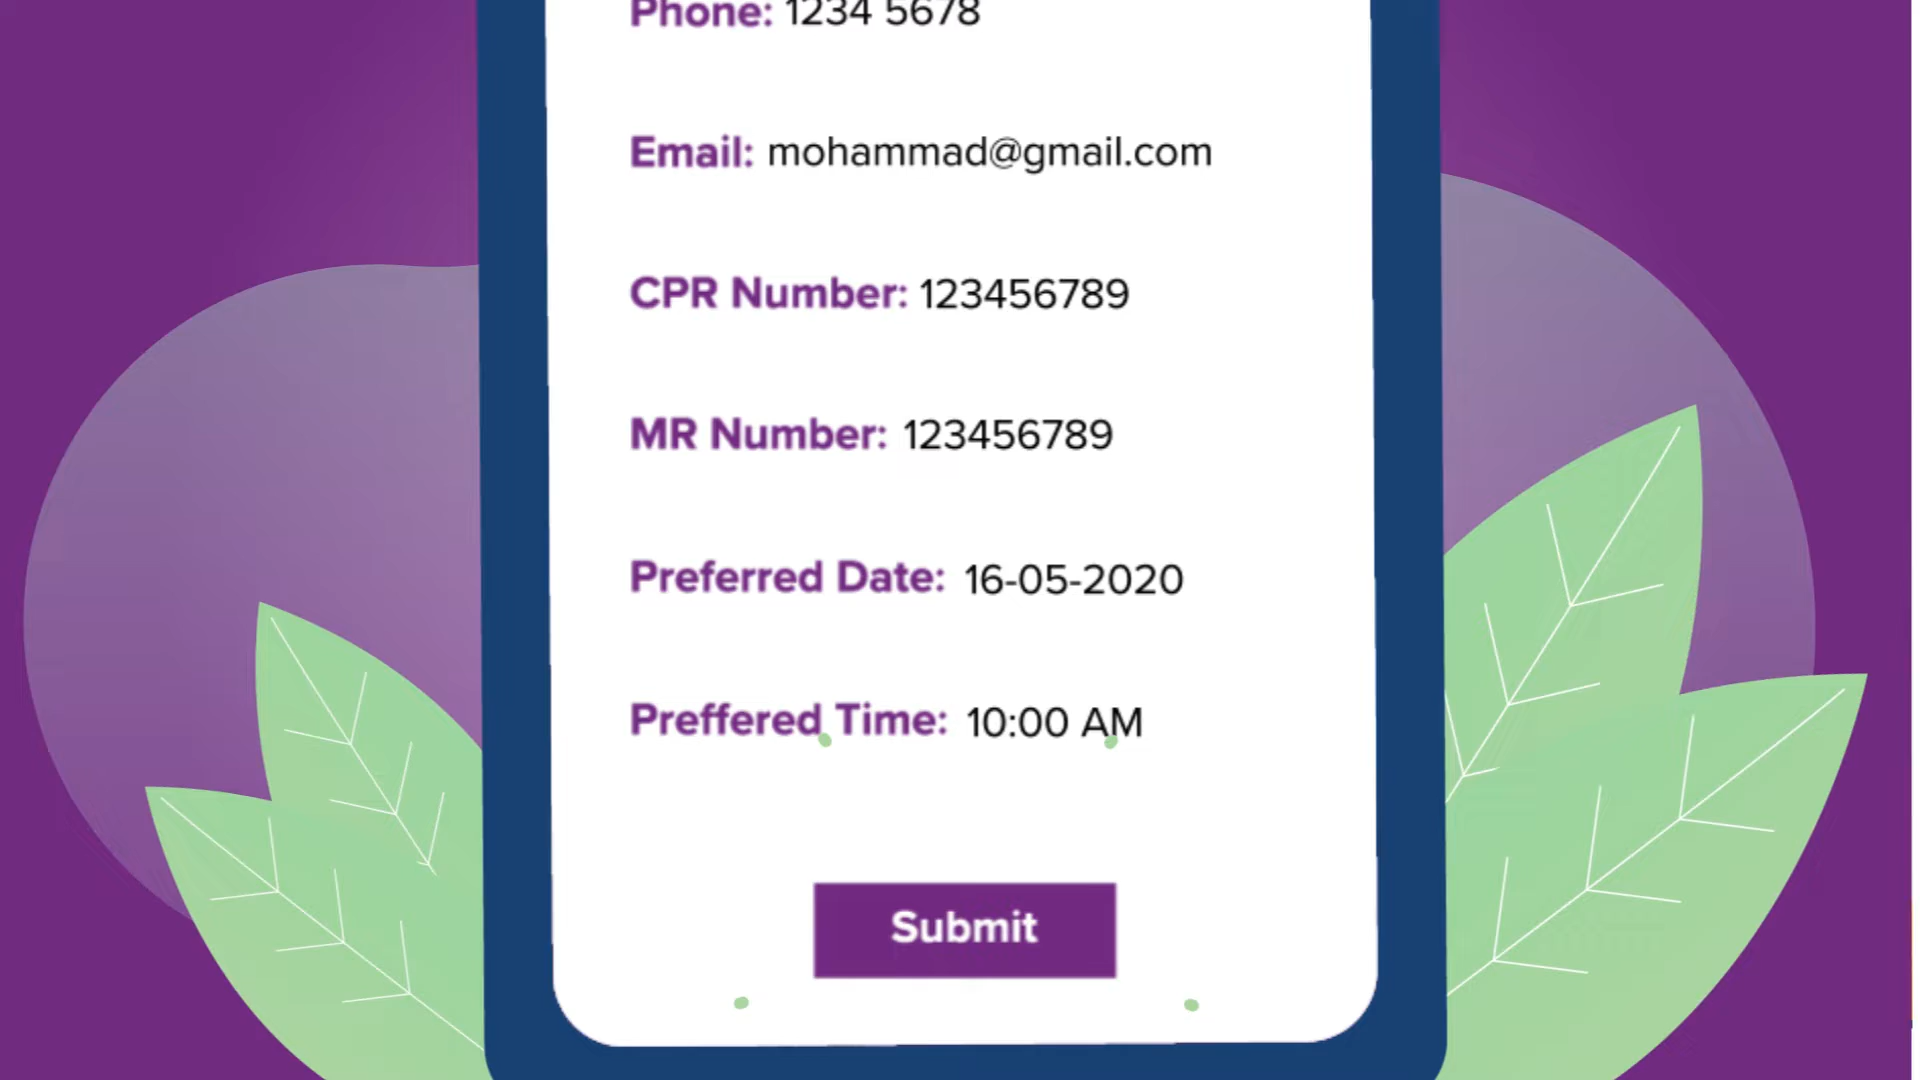 Phone: 1234 5678
Email: mohammad@gmail.com
CPR Number: 123456789
MR Number: 123456789
Preferred Date: 16-05-2020
Preffered Time: 10:00 AM
Submit